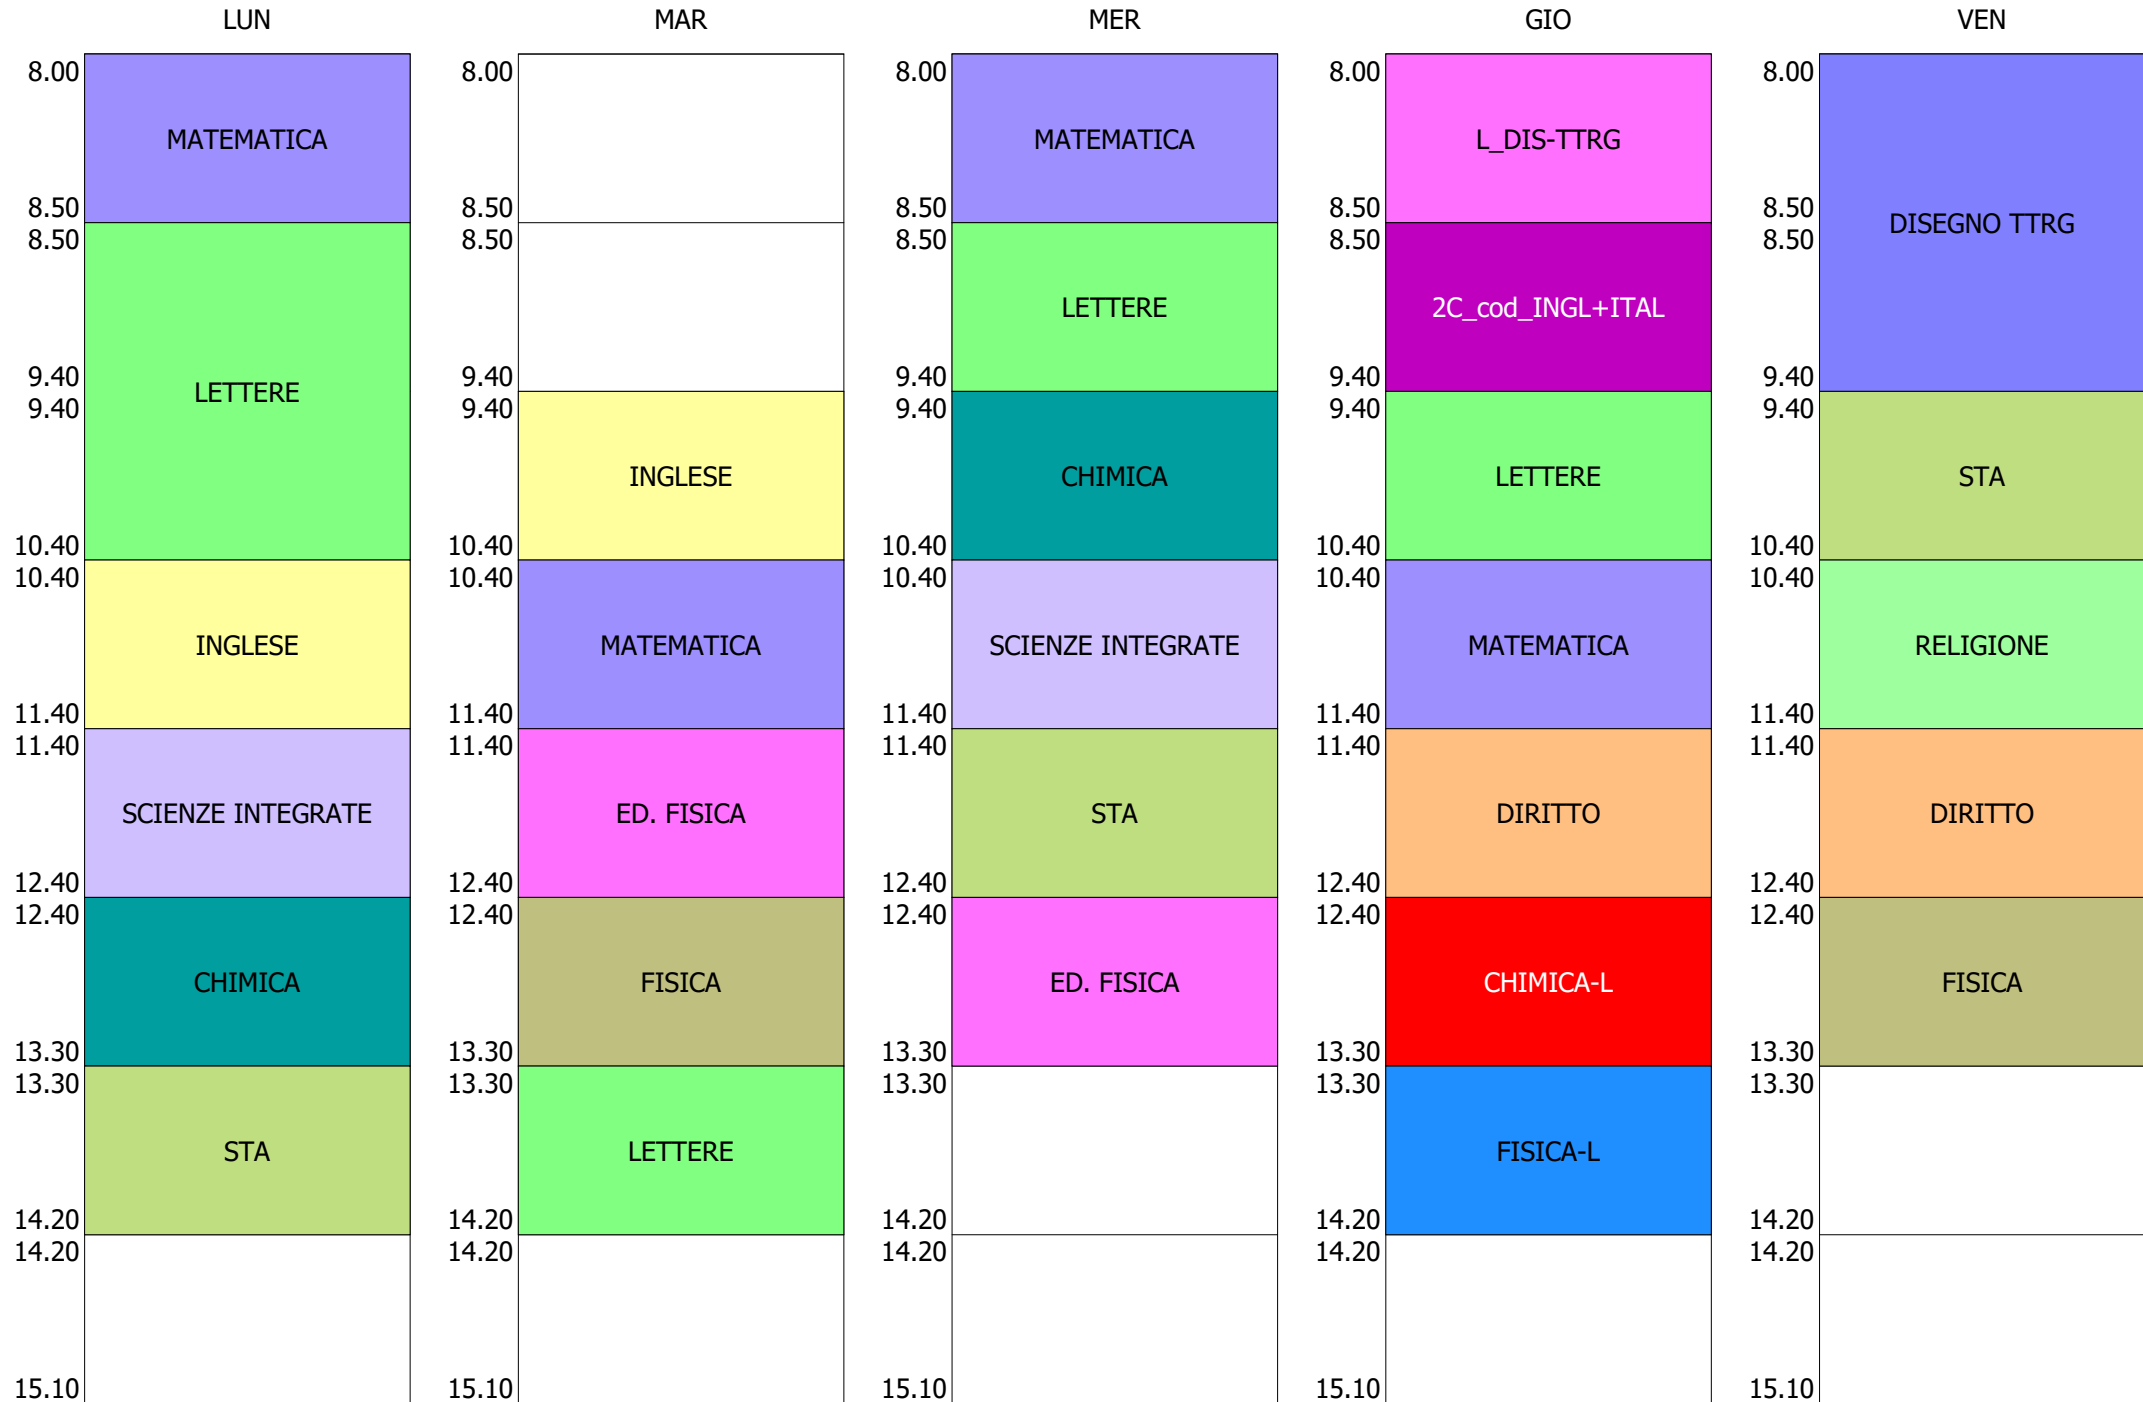 LUN MAR MER GIO VEN
8.00 8.00 8.00 8.00 8.00
MATEMATICA MATEMATICA L_DIS-TTRG
8.50 8.50 8.50 8.50 8.50
DISEGNO TTRG
8.50 8.50 8.50 8.50 8.50
LETTERE 2C_cod_INGL+ITAL
9.40 9.40 9.40 9.40 9.40
LETTERE
9.40 9.40 9.40 9.40 9.40
INGLESE CHIMICA LETTERE STA
10.40 10.40 10.40 10.40 10.40
10.40 10.40 10.40 10.40 10.40
INGLESE MATEMATICA SCIENZE INTEGRATE MATEMATICA RELIGIONE
11.40 11.40 11.40 11.40 11.40
11.40 11.40 11.40 11.40 11.40
SCIENZE INTEGRATE ED. FISICA STA DIRITTO DIRITTO
12.40 12.40 12.40 12.40 12.40
12.40 12.40 12.40 12.40 12.40
CHIMICA FISICA ED. FISICA CHIMICA-L FISICA
13.30 13.30 13.30 13.30 13.30
13.30 13.30 13.30 13.30 13.30
STA LETTERE FISICA-L
14.20 14.20 14.20 14.20 14.20
14.20 14.20 14.20 14.20 14.20
15.10 15.10 15.10 15.10 15.10